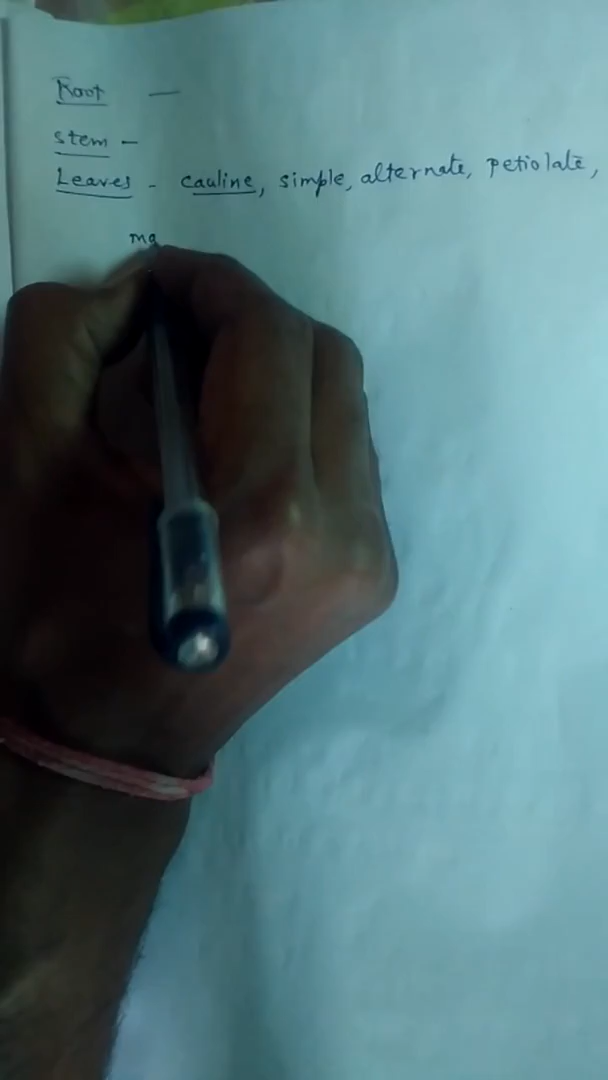 Root —
Stem -
Leaves - cauline, simple, alternate, petiolate,
ma